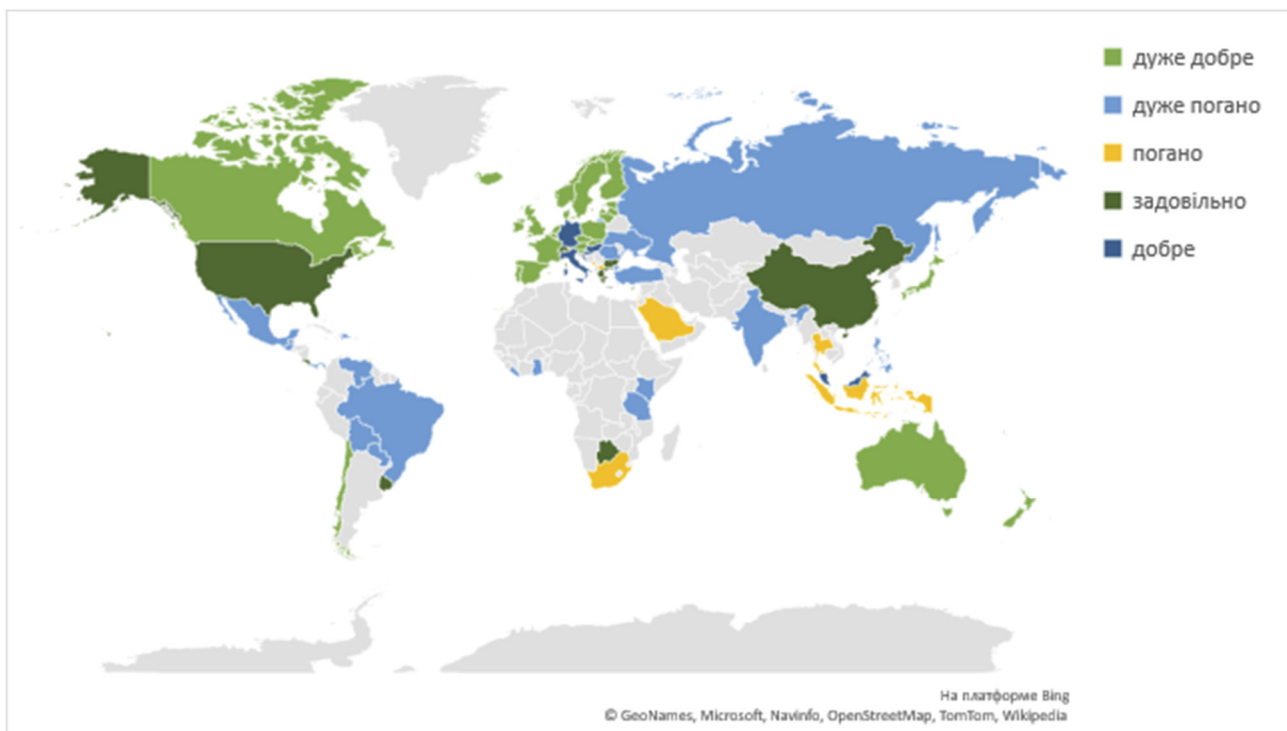 дуже добре
дуже погано
погано
задовільно
добре
На платформе Bing
© GeoNames, Microsoft, Navinfo, OpenStreetMap, TomTom, Wikipedia